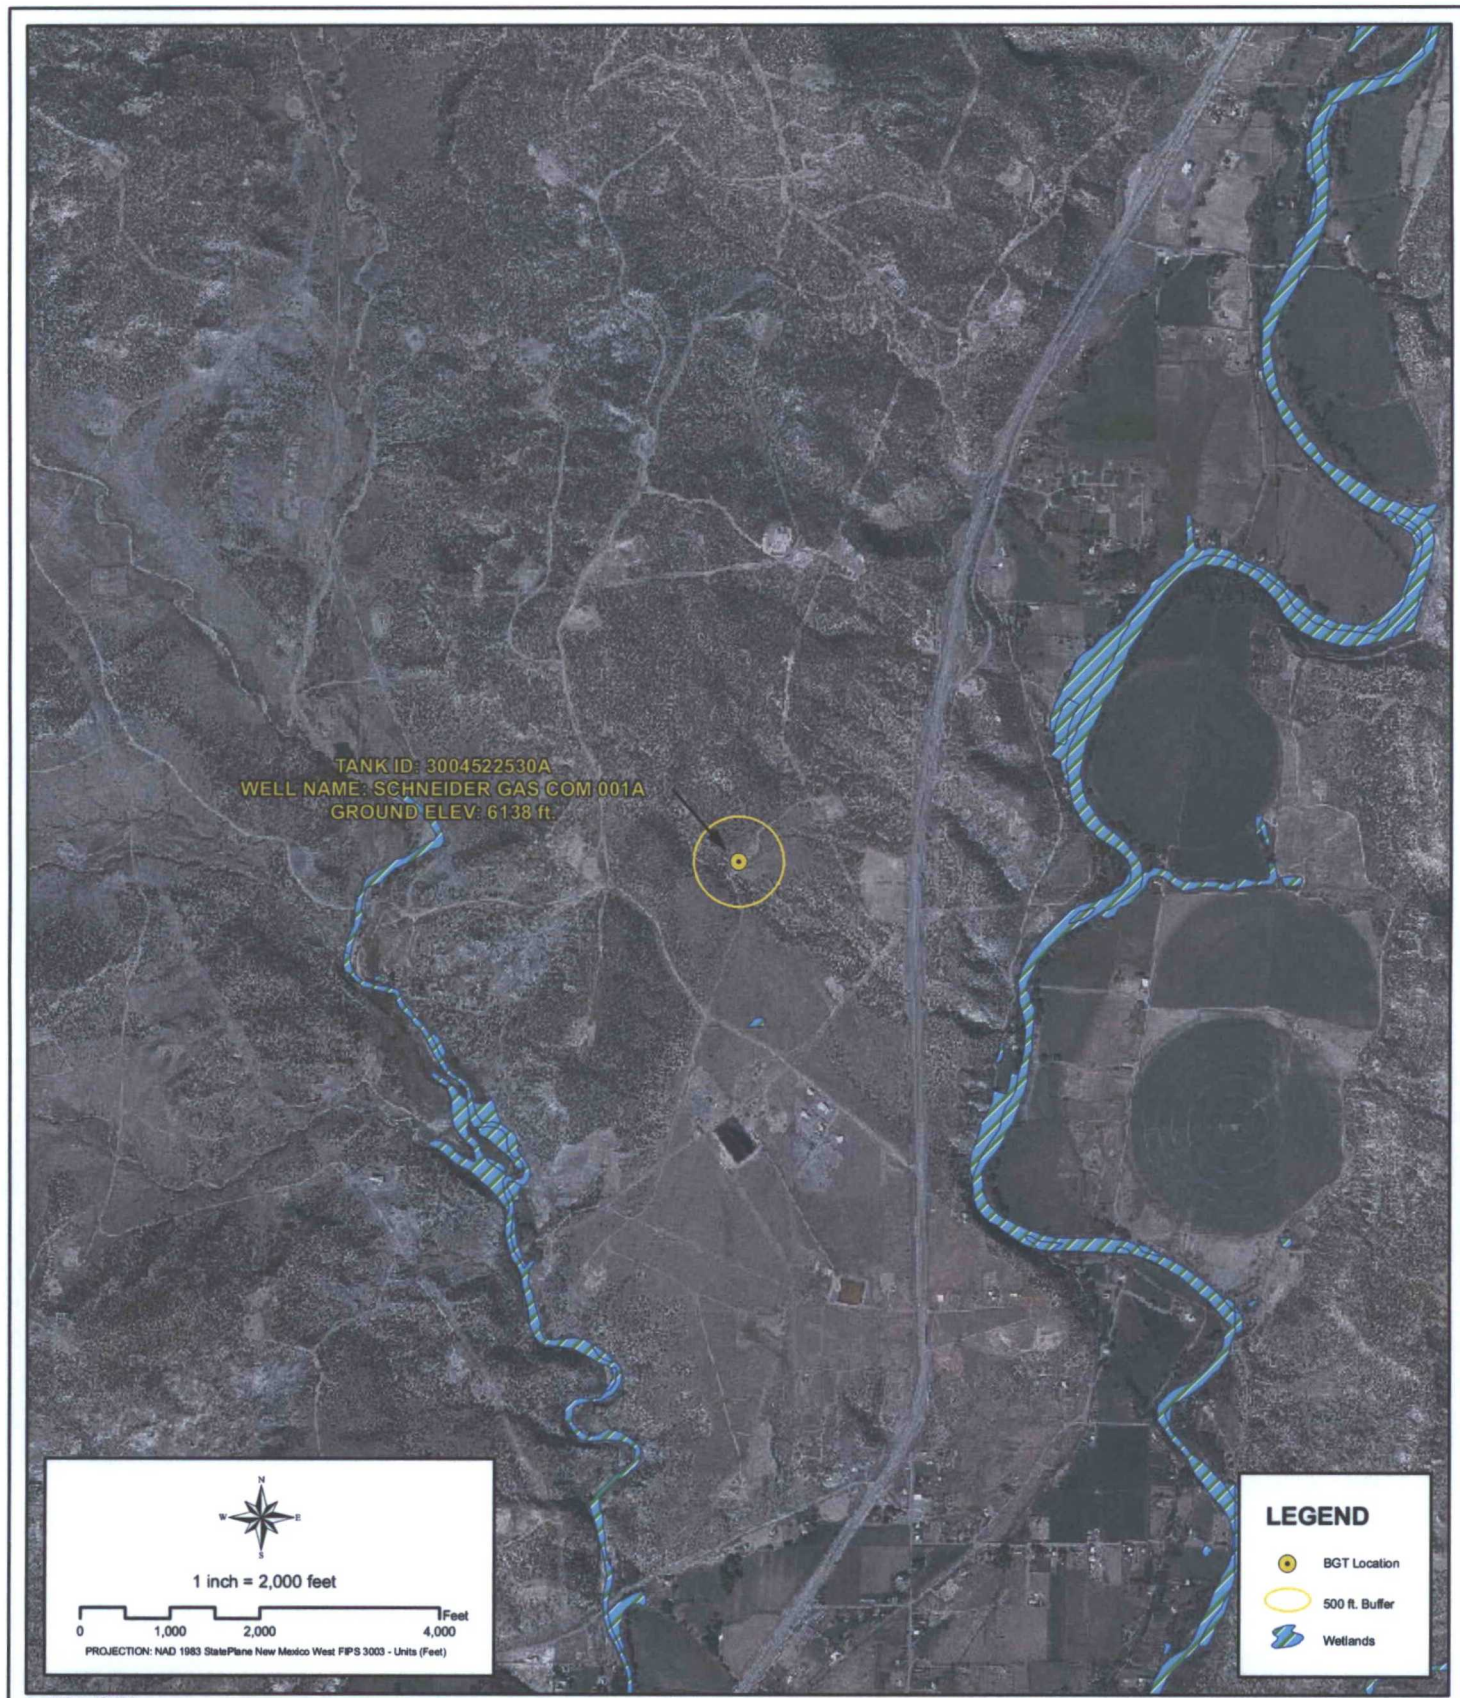 TANK ID: 3004522530A
WELL NAME: SCHNEIDER GAS COM 001A
GROUND ELEV: 6138 ft.
N
W E
S
1 inch = 2,000 feet
Feet
0 1,000 2,000 4,000
PROJECTION: NAD 1983 StatePlane New Mexico West FIPS 3003 - Units (Feet)
LEGEND
BGT Location
500 ft. Buffer
Wetlands